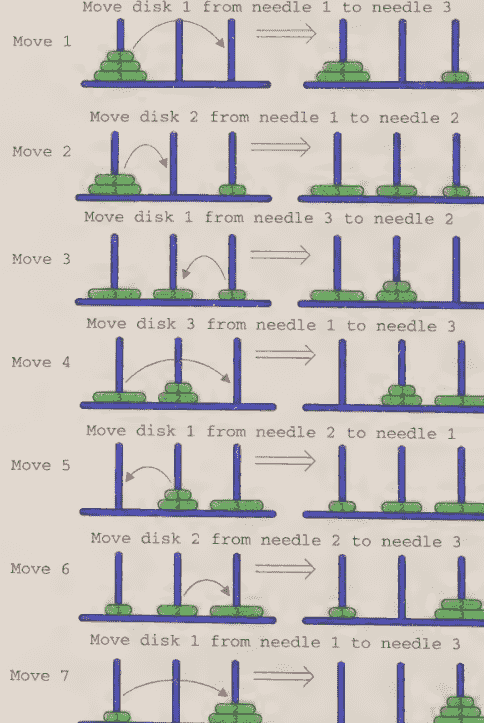 Move disk 1 from needle 1 to needle 3
Move 1
Move disk 2 from needle 1 to needle 2
Move 2
Move disk 1 from needle 3 to needle 2
Move 3
Move disk 3 from needle 1 to needle 3
Move 4
Move disk 1 from needle 2 to needle 1
Move 5
Move disk 2 from needle 2 to needle 3
Move 6
Move disk 1 from needle 1 to needle 3
Move 7